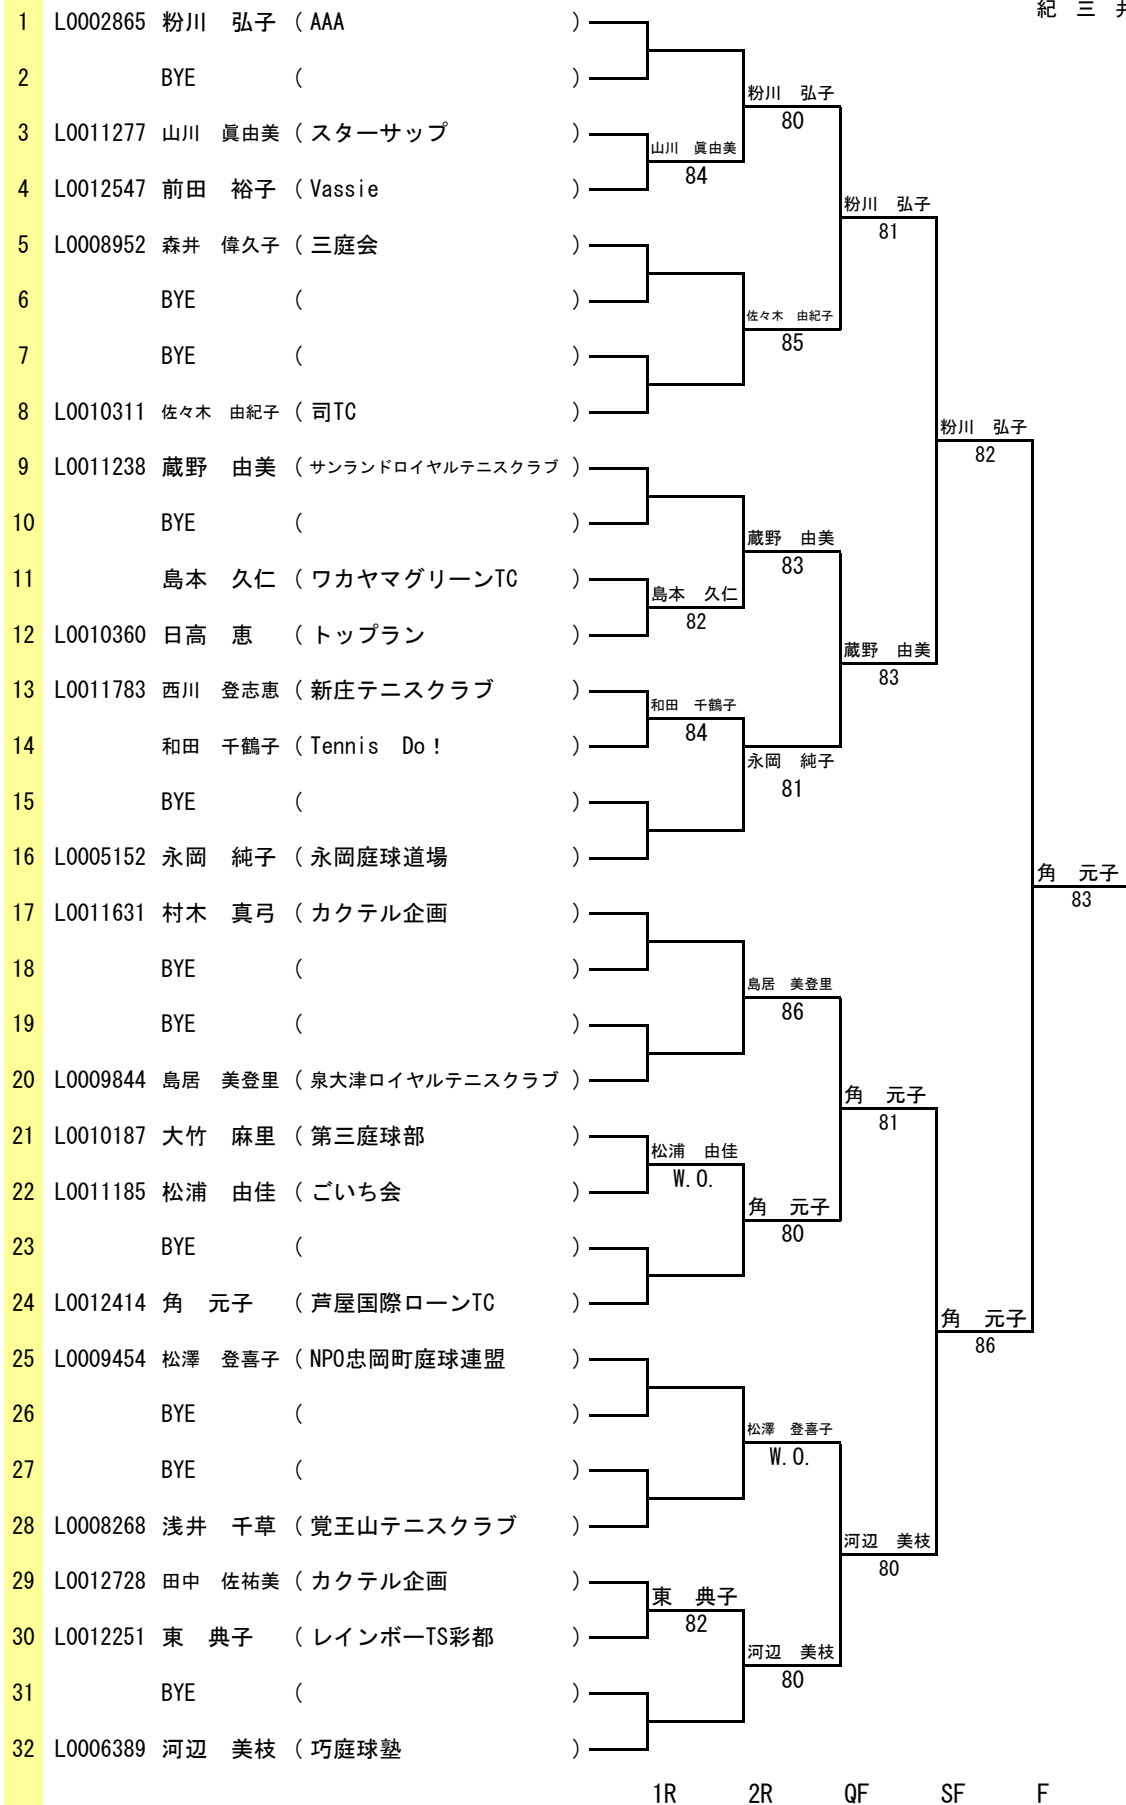 紀 三 井
1 L0002865 粉川　弘子 ( AAA )
2 BYE ( )
粉川　弘子
80
3 L0011277 山川　眞由美 ( スターサップ )
山川　眞由美
84
4 L0012547 前田　裕子 ( Vassie )
粉川　弘子
81
5 L0008952 森井　偉久子 ( 三庭会 )
6 BYE ( )
佐々木　由紀子
85
7 BYE ( )
8 L0010311 佐々木　由紀子 ( 司TC )
粉川　弘子
82
9 L0011238 蔵野　由美 ( サンランドロイヤルテニスクラブ )
10 BYE ( )
蔵野　由美
83
11 島本　久仁 ( ワカヤマグリーンTC )
島本　久仁
82
12 L0010360 日高　恵 ( トップラン )
蔵野　由美
83
13 L0011783 西川　登志恵 ( 新庄テニスクラブ )
和田　千鶴子
84
14 和田　千鶴子 ( Tennis　Do！ )
永岡　純子
81
15 BYE ( )
16 L0005152 永岡　純子 ( 永岡庭球道場 )
角　元子
83
17 L0011631 村木　真弓 ( カクテル企画 )
18 BYE ( )
島居　美登里
86
19 BYE ( )
20 L0009844 島居　美登里 ( 泉大津ロイヤルテニスクラブ )
角　元子
81
21 L0010187 大竹　麻里 ( 第三庭球部 )
松浦　由佳
W.O.
22 L0011185 松浦　由佳 ( ごいち会 )
角　元子
80
23 BYE ( )
24 L0012414 角　元子 ( 芦屋国際ローンTC )
角　元子
86
25 L0009454 松澤　登喜子 ( NPO忠岡町庭球連盟 )
26 BYE ( )
松澤　登喜子
W.O.
27 BYE ( )
28 L0008268 浅井　千草 ( 覚王山テニスクラブ )
河辺　美枝
80
29 L0012728 田中　佐祐美 ( カクテル企画 )
東　典子
82
30 L0012251 東　典子 ( レインボーTS彩都 )
河辺　美枝
80
31 BYE ( )
32 L0006389 河辺　美枝 ( 巧庭球塾 )
1R 2R QF SF F